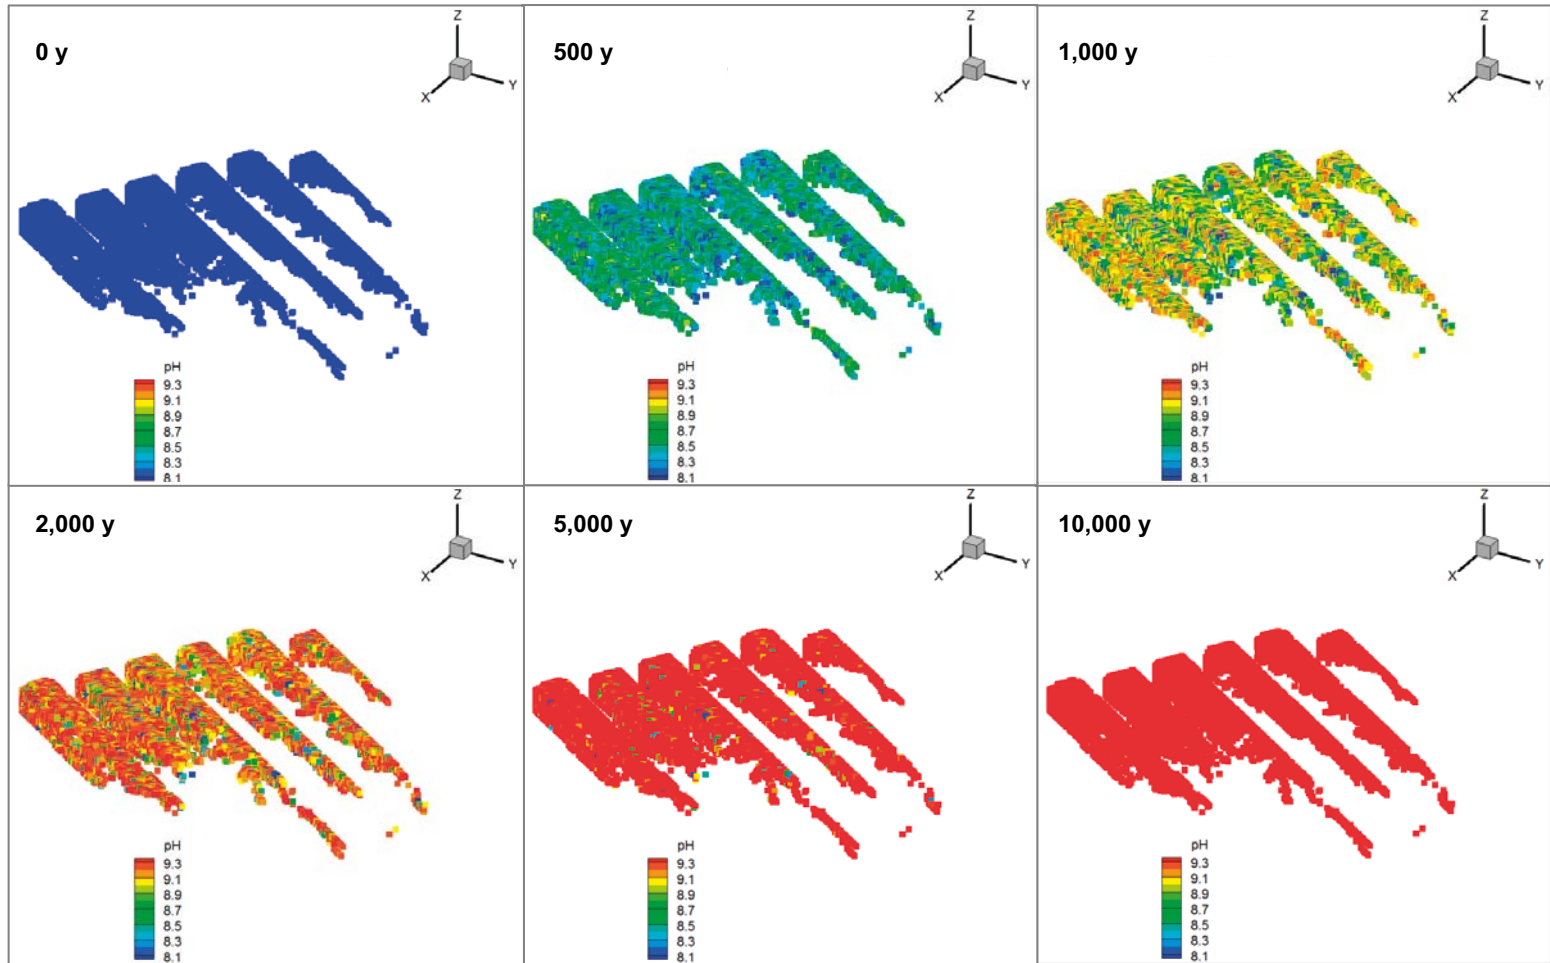 0 y
Z
X
Y
pH
9.3
9.1
8.9
8.7
8.5
8.3
8.1
500 y
Z
X
Y
pH
9.3
9.1
8.9
8.7
8.5
8.3
8.1
1,000 y
Z
X
Y
pH
9.3
9.1
8.9
8.7
8.5
8.3
8.1
2,000 y
Z
X
Y
pH
9.3
9.1
8.9
8.7
8.5
8.3
8.1
5,000 y
Z
X
Y
pH
9.3
9.1
8.9
8.7
8.5
8.3
8.1
10,000 y
Z
X
Y
pH
9.3
9.1
8.9
8.7
8.5
8.3
8.1